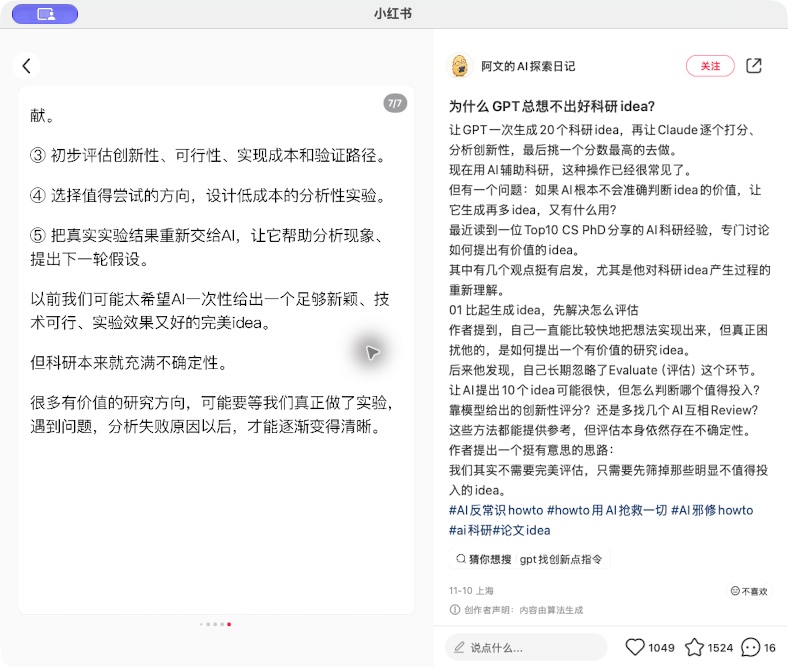 小红书
7/7
献。
③ 初步评估创新性、可行性、实现成本和验证路径。
④ 选择值得尝试的方向，设计低成本的分析性实验。
⑤ 把真实实验结果重新交给AI，让它帮助分析现象、
提出下一轮假设。
以前我们可能太希望AI一次性给出一个足够新颖、技
术可行、实验效果又好的完美idea。
但科研本来就充满不确定性。
很多有价值的研究方向，可能要等我们真正做了实验，
遇到问题，分析失败原因以后，才能逐渐变得清晰。
阿文的AI探索日记
关注
为什么GPT总想不出好科研idea?
让GPT一次生成20个科研idea，再让Claude逐个打分、
分析创新性，最后挑一个分数最高的去做。
现在用AI辅助科研，这种操作已经很常见了。
但有一个问题：如果AI根本不会准确判断idea的价值，让
它生成再多idea，又有什么用?
最近读到一位Top10 CS PhD分享的AI科研经验，专门讨论
如何提出有价值的idea。
其中有几个观点挺有启发，尤其是他对科研idea产生过程的
重新理解。
01 比起生成idea，先解决怎么评估
作者提到，自己一直能比较快地把想法实现出来，但真正困
扰他的，是如何提出一个有价值的研究idea。
后来他发现，自己长期忽略了Evaluate（评估）这个环节。
让AI提出10个idea可能很快，但怎么判断哪个值得投入?
靠模型给出的创新性评分？还是多找几个AI互相Review?
这些方法都能提供参考，但评估本身依然存在不确定性。
作者提出一个挺有意思的思路：
我们其实不需要完美评估，只需要先筛掉那些明显不值得投
入的idea。
#AI反常识howto #howto用AI抢救一切 #AI邪修howto
#ai科研#论文idea
猜你想搜 gpt找创新点指令
11-10 上海
不喜欢
创作者声明：内容由算法生成
说点什么...
1049
1524
16